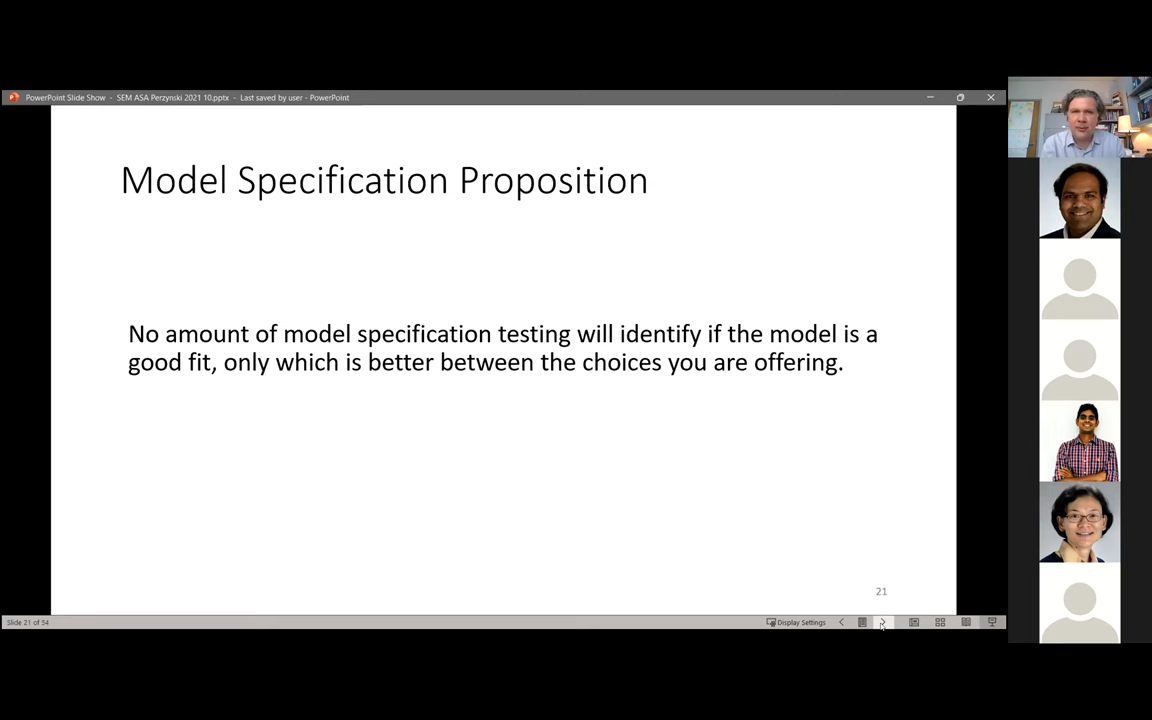 PowerPoint Slide Show - SEM ASA Perzynski 2021 10.pptx - Last saved by user - PowerPoint
Model Specification Proposition
No amount of model specification testing will identify if the model is a
good fit, only which is better between the choices you are offering.
21
Slide 21 of 54
Display Settings